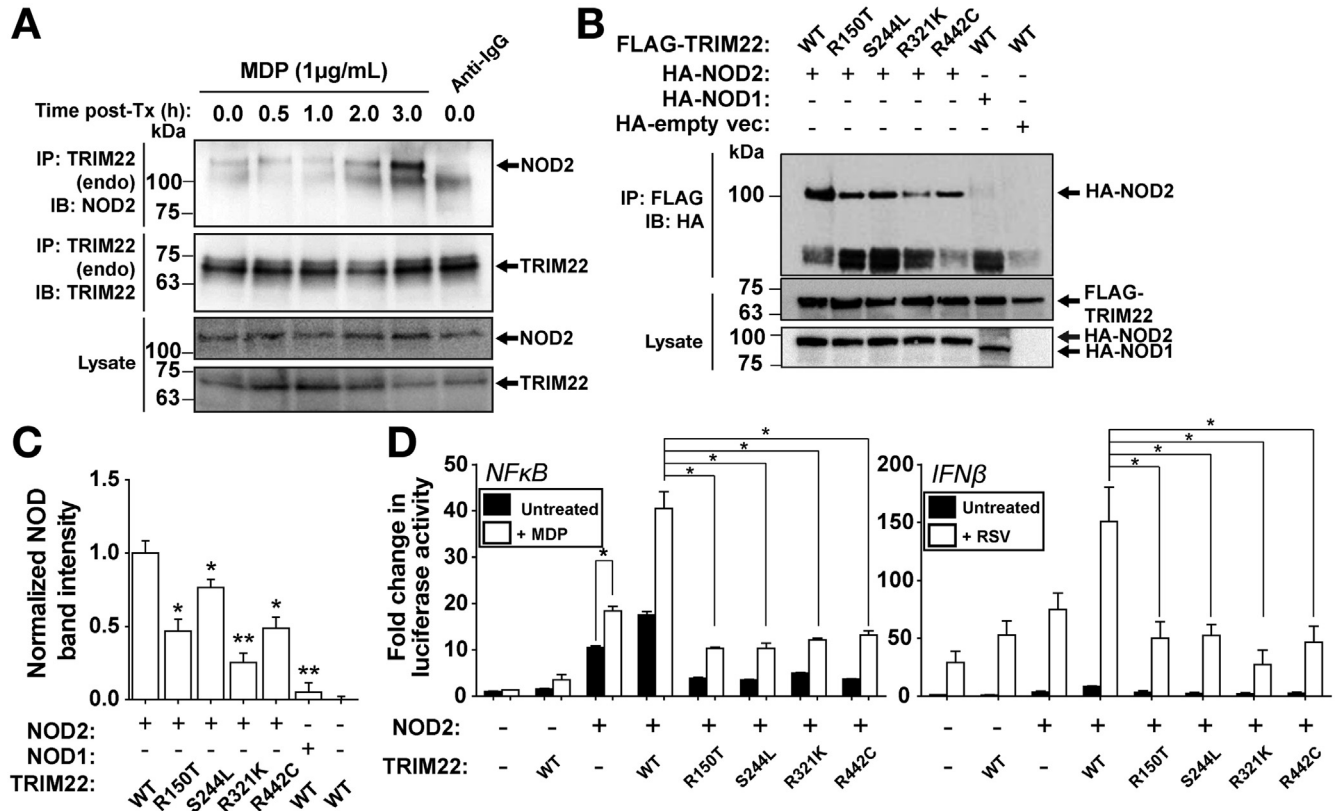 A
MDP (1µg/mL)
Anti-IgG
Time post-Tx (h): 0.0 0.5 1.0 2.0 3.0 0.0
kDa
IP: TRIM22
(endo)
IB: NOD2
100
75
NOD2
IP: TRIM22
(endo)
IB: TRIM22
75
63
TRIM22
Lysate
100
NOD2
75
63
TRIM22
B
FLAG-TRIM22: WT R150T S244L R321K R442C WT WT
HA-NOD2: + + + + + - -
HA-NOD1: - - - - - + -
HA-empty vec: - - - - - - +
kDa
IP: FLAG
IB: HA
100
HA-NOD2
Lysate
75
63
FLAG-
TRIM22
100
75
HA-NOD2
HA-NOD1
C
Normalized NOD
band intensity
1.5
1.0
0.5
0.0
* * ** * **
NOD2: + + + + + - -
NOD1: - - - - - + -
TRIM22: WT R150T S244L R321K R442C WT WT
D
Fold change in
luciferase activity
NFκB
Untreated
+ MDP
50
40
30
20
10
0
* * * * *
IFNβ
Untreated
+ RSV
200
150
100
50
0
* * * *
NOD2: - - + + + + + + - - + + + + + +
TRIM22: - WT - WT R150T S244L R321K R442C - WT - WT R150T S244L R321K R442C